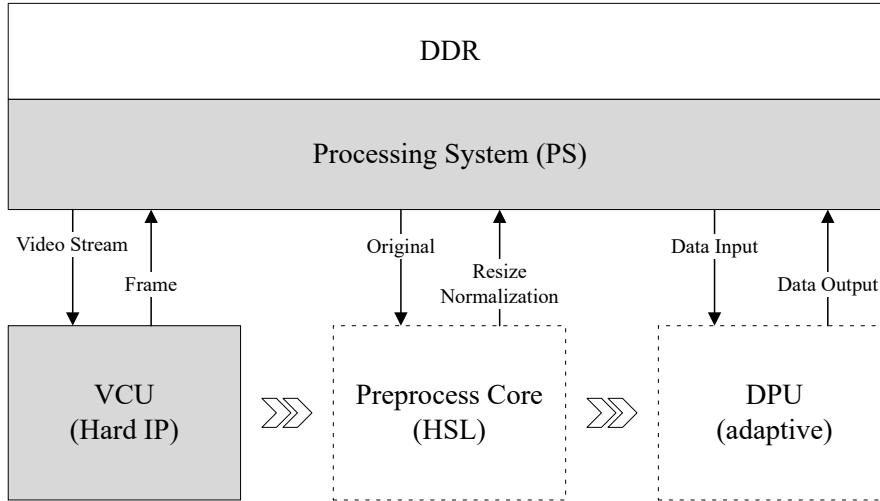 DDR
Processing System (PS)
Video Stream
Frame
Original
Resize
Normalization
Data Input
Data Output
VCU
(Hard IP)
Preprocess Core
(HSL)
DPU
(adaptive)